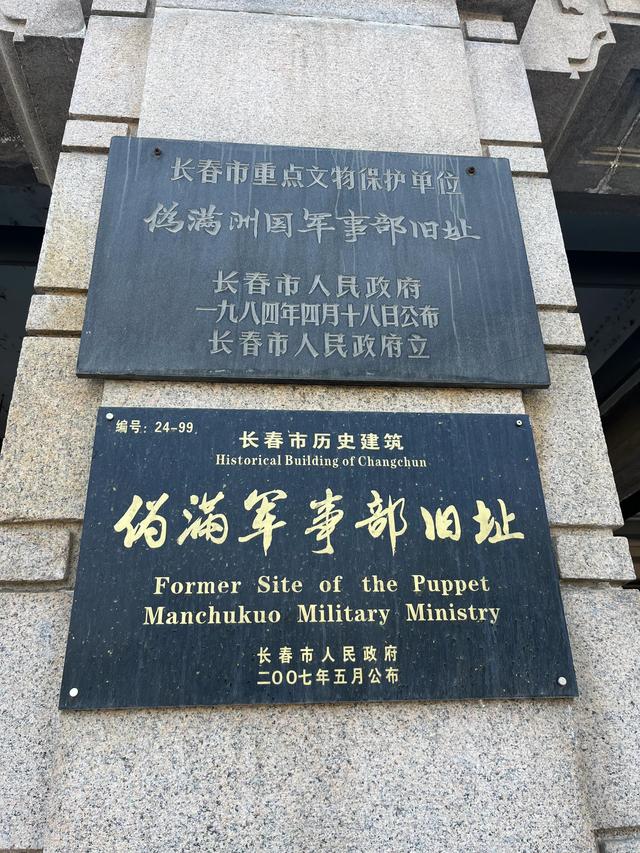 长春市重点文物保护单位
伪满洲国军事部旧址
长春市人民政府
一九八四年四月十八日公布
长春市人民政府立
编号：24-99
长春市历史建筑
Historical Building of Changchun
伪满军事部旧址
Former Site of the Puppet
Manchukuo Military Ministry
长春市人民政府
二〇〇七年五月公布